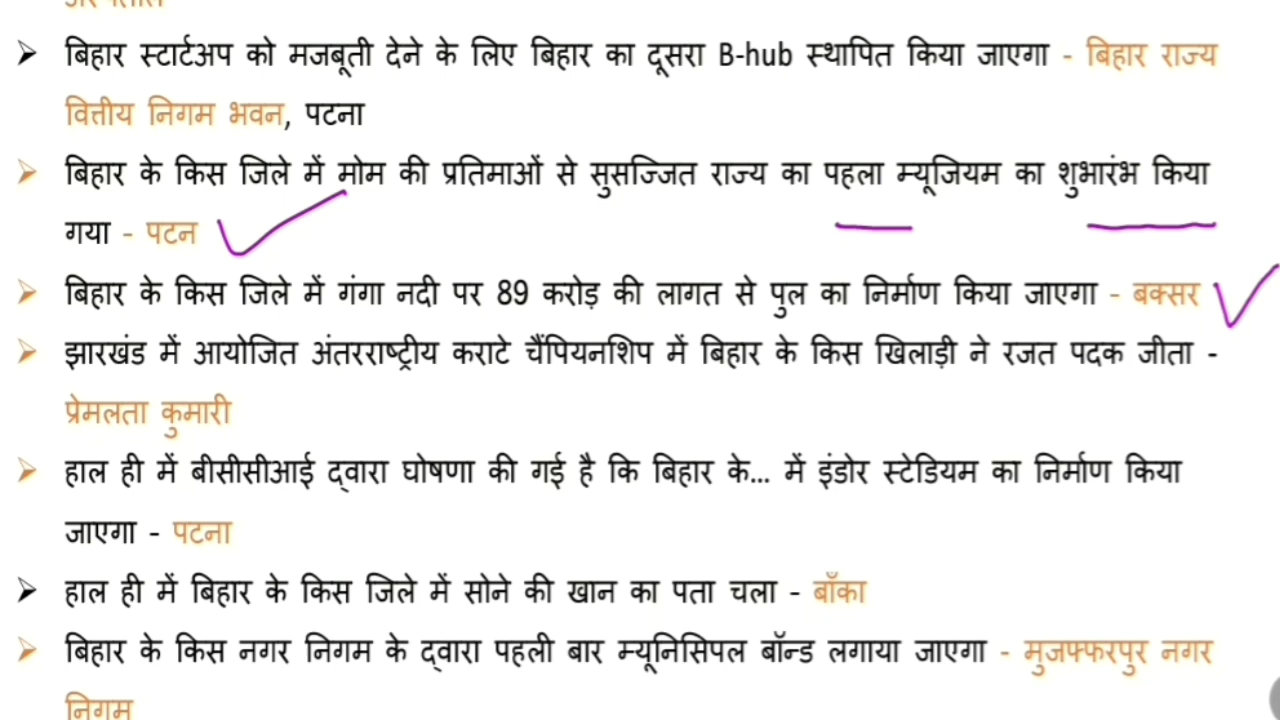 अस्पताल
➢ बिहार स्टार्टअप को मजबूती देने के लिए बिहार का दूसरा B-hub स्थापित किया जाएगा - बिहार राज्य
वित्तीय निगम भवन, पटना
➢ बिहार के किस जिले में मोम की प्रतिमाओं से सुसज्जित राज्य का पहला म्यूजियम का शुभारंभ किया
गया - पटन
➢ बिहार के किस जिले में गंगा नदी पर 89 करोड़ की लागत से पुल का निर्माण किया जाएगा - बक्सर
➢ झारखंड में आयोजित अंतरराष्ट्रीय कराटे चैंपियनशिप में बिहार के किस खिलाड़ी ने रजत पदक जीता -
प्रेमलता कुमारी
➢ हाल ही में बीसीसीआई द्वारा घोषणा की गई है कि बिहार के... में इंडोर स्टेडियम का निर्माण किया
जाएगा - पटना
➢ हाल ही में बिहार के किस जिले में सोने की खान का पता चला - बाँका
➢ बिहार के किस नगर निगम के द्वारा पहली बार म्यूनिसिपल बॉन्ड लगाया जाएगा - मुजफ्फरपुर नगर
निगम